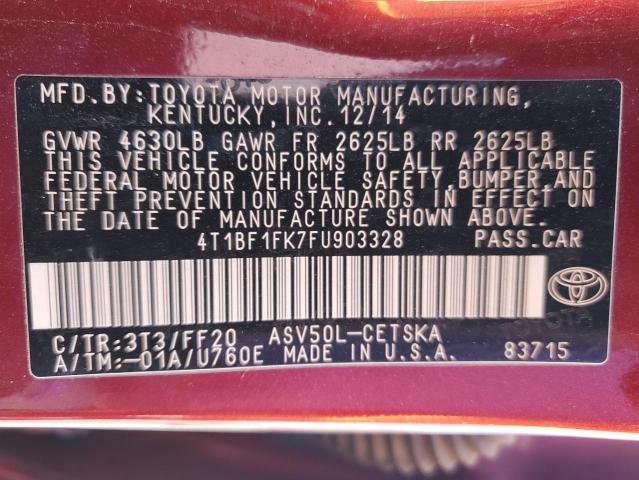 MFD. BY: TOYOTA MOTOR MANUFACTURING,
KENTUCKY, INC. 12/14
GVWR 4630LB GAWR FR 2625LB RR 2625LB
THIS VEHICLE CONFORMS TO ALL APPLICABLE
FEDERAL MOTOR VEHICLE SAFETY, BUMPER, AND
THEFT PREVENTION STANDARDS IN EFFECT ON
THE DATE OF MANUFACTURE SHOWN ABOVE.
4T1BF1FK7FU903328 PASS.CAR
TOYOTA
C/TR:3T3/FF20 ASV50L-CETSKA
A/TM:-01A/U760E MADE IN U.S.A. 83715